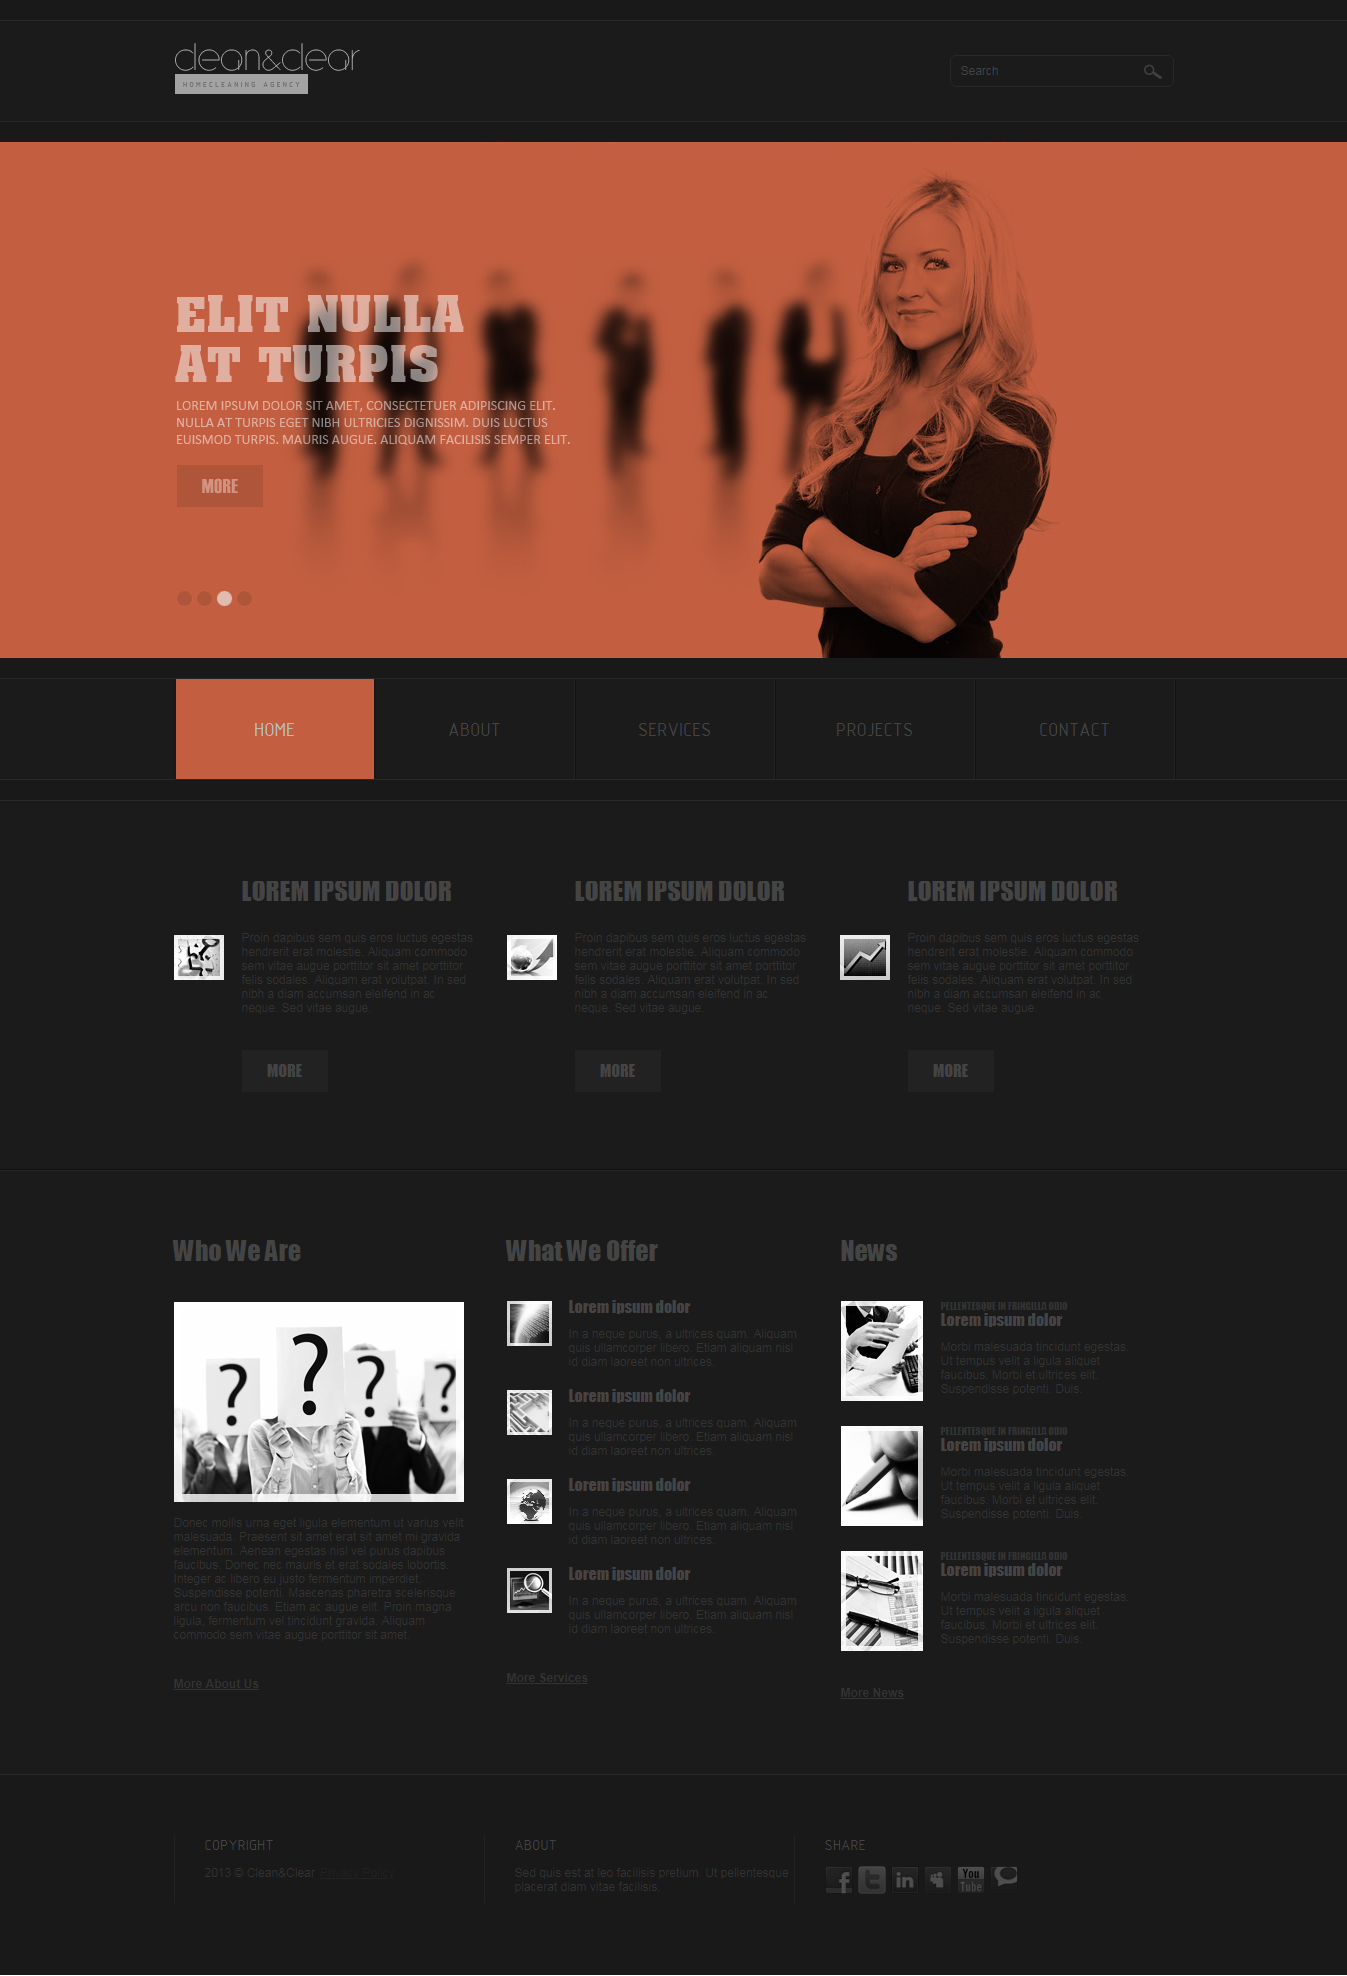 clean&clear
HOMECLEANING AGENCY
Search
ELIT NULLA
AT TURPIS
LOREM IPSUM DOLOR SIT AMET, CONSECTETUER ADIPISCING ELIT.
NULLA AT TURPIS EGET NIBH ULTRICIES DIGNISSIM. DUIS LUCTUS
EUISMOD TURPIS. MAURIS AUGUE. ALIQUAM FACILISIS SEMPER ELIT.
MORE
HOME
ABOUT
SERVICES
PROJECTS
CONTACT
LOREM IPSUM DOLOR
Proin dapibus sem quis eros luctus egestas
hendrerit erat molestie. Aliquam commodo
sem vitae augue porttitor sit amet porttitor
felis sodales. Aliquam erat volutpat. In sed
nibh a diam accumsan eleifend in ac
neque. Sed vitae augue.
MORE
LOREM IPSUM DOLOR
Proin dapibus sem quis eros luctus egestas
hendrerit erat molestie. Aliquam commodo
sem vitae augue porttitor sit amet porttitor
felis sodales. Aliquam erat volutpat. In sed
nibh a diam accumsan eleifend in ac
neque. Sed vitae augue.
MORE
LOREM IPSUM DOLOR
Proin dapibus sem quis eros luctus egestas
hendrerit erat molestie. Aliquam commodo
sem vitae augue porttitor sit amet porttitor
felis sodales. Aliquam erat volutpat. In sed
nibh a diam accumsan eleifend in ac
neque. Sed vitae augue.
MORE
Who We Are
? ? ? ?
Donec mollis urna eget ligula elementum ut varius velit
malesuada. Praesent sit amet erat sit amet mi gravida
elementum. Aenean egestas nisl vel purus dapibus
faucibus. Donec nec mauris et erat sodales lobortis.
Integer ac libero eu justo fermentum imperdiet.
Suspendisse potenti. Maecenas pharetra scelerisque
arcu non faucibus. Etiam ac augue elit. Proin magna
ligula, fermentum vel tincidunt gravida. Aliquam
commodo sem vitae augue porttitor sit amet.
More About Us
What We Offer
Lorem ipsum dolor
In a neque purus, a ultrices quam. Aliquam
quis ullamcorper libero. Etiam aliquam nisl
id diam laoreet non ultrices.
Lorem ipsum dolor
In a neque purus, a ultrices quam. Aliquam
quis ullamcorper libero. Etiam aliquam nisl
id diam laoreet non ultrices.
Lorem ipsum dolor
In a neque purus, a ultrices quam. Aliquam
quis ullamcorper libero. Etiam aliquam nisl
id diam laoreet non ultrices.
Lorem ipsum dolor
In a neque purus, a ultrices quam. Aliquam
quis ullamcorper libero. Etiam aliquam nisl
id diam laoreet non ultrices.
More Services
News
PELLENTESQUE IN FRINGILLA ODIO
Lorem ipsum dolor
Morbi malesuada tincidunt egestas.
Ut tempus velit a ligula aliquet
faucibus. Morbi et ultrices elit.
Suspendisse potenti. Duis.
PELLENTESQUE IN FRINGILLA ODIO
Lorem ipsum dolor
Morbi malesuada tincidunt egestas.
Ut tempus velit a ligula aliquet
faucibus. Morbi et ultrices elit.
Suspendisse potenti. Duis.
PELLENTESQUE IN FRINGILLA ODIO
Lorem ipsum dolor
Morbi malesuada tincidunt egestas.
Ut tempus velit a ligula aliquet
faucibus. Morbi et ultrices elit.
Suspendisse potenti. Duis.
More News
COPYRIGHT
2013 © Clean&Clear Privacy Policy
ABOUT
Sed quis est at leo facilisis pretium. Ut pellentesque
placerat diam vitae facilisis.
SHARE
f t in You Tube